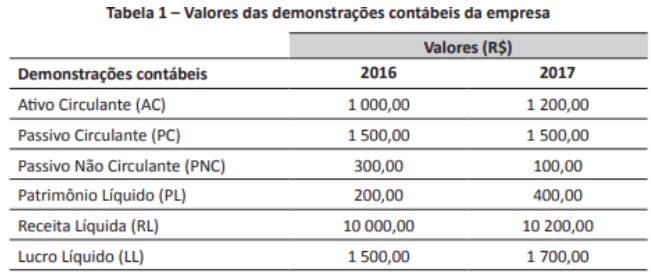 Tabela 1 – Valores das demonstrações contábeis da empresa
Valores (R$)
Demonstrações contábeis 2016 2017
Ativo Circulante (AC) 1 000,00 1 200,00
Passivo Circulante (PC) 1 500,00 1 500,00
Passivo Não Circulante (PNC) 300,00 100,00
Patrimônio Líquido (PL) 200,00 400,00
Receita Líquida (RL) 10 000,00 10 200,00
Lucro Líquido (LL) 1 500,00 1 700,00